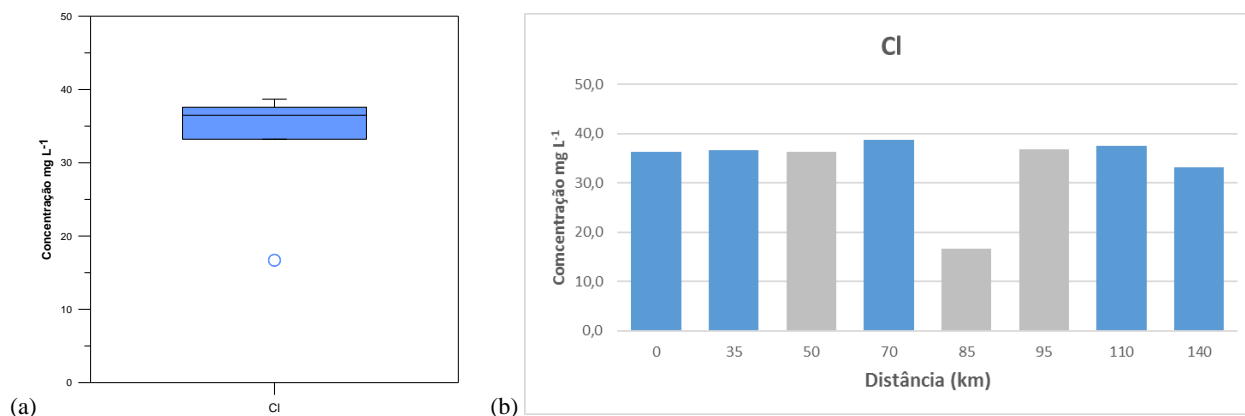 50
40
30
20
10
0
Concentração mg L-1
Cl
(a)
(b)
Cl
50,0
40,0
30,0
20,0
10,0
0,0
Comcentração mg L-1
0 35 50 70 85 95 110 140
Distância (km)